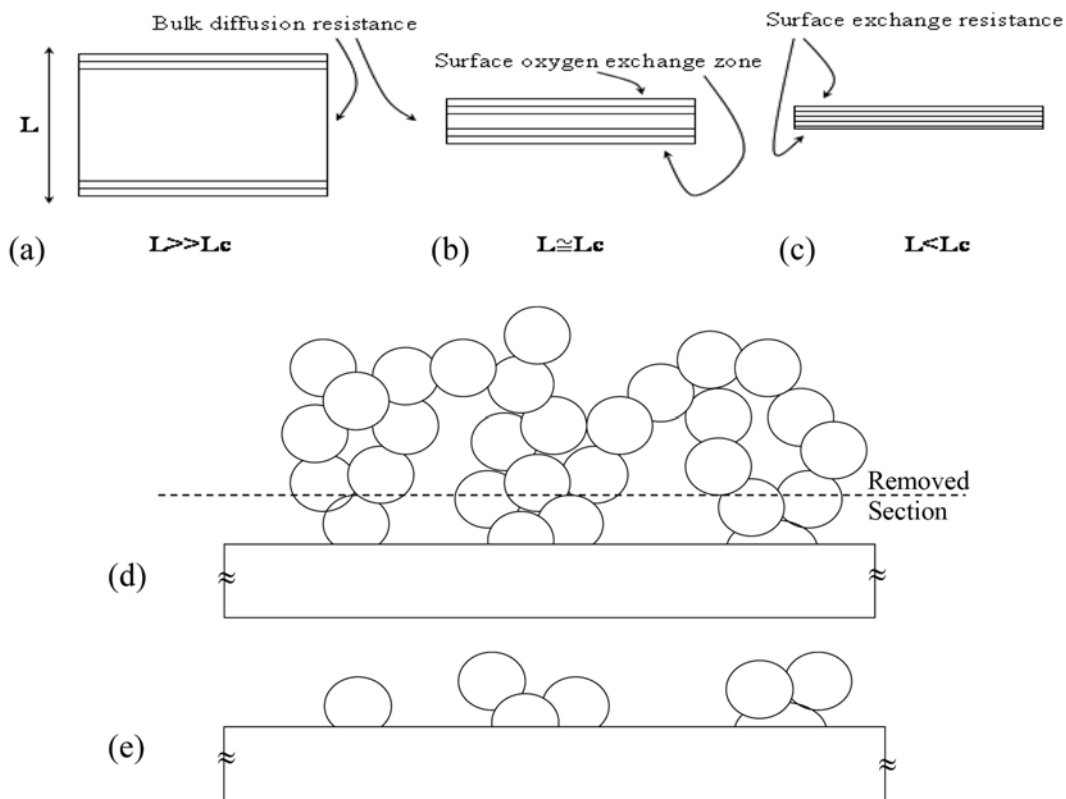 Bulk diffusion resistance
Surface exchange resistance
Surface oxygen exchange zone
L
(a)
L>>Lc
(b)
L≅Lc
(c)
L<Lc
Removed
Section
(d)
≈
≈
(e)
≈
≈